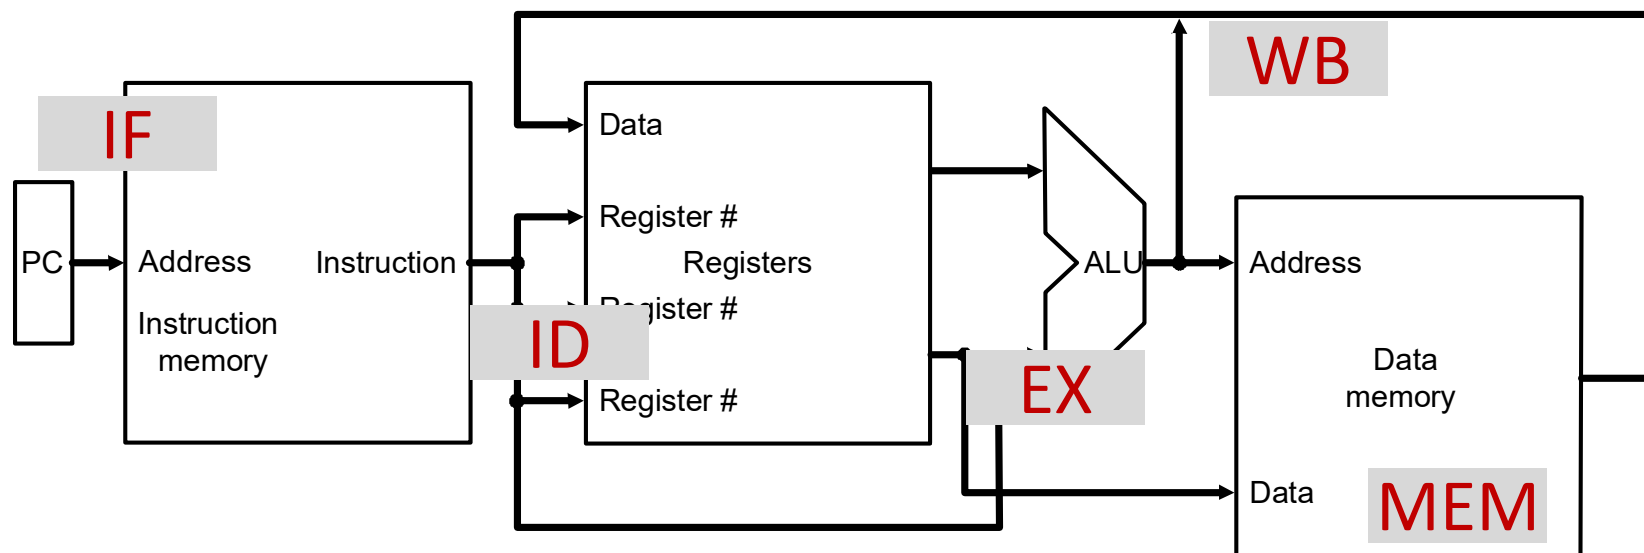 WB
IF
Data
Register #
PC
Address
Instruction
Registers
ALU
Address
Register #
Instruction
memory
ID
EX
Data
memory
Register #
Data
MEM